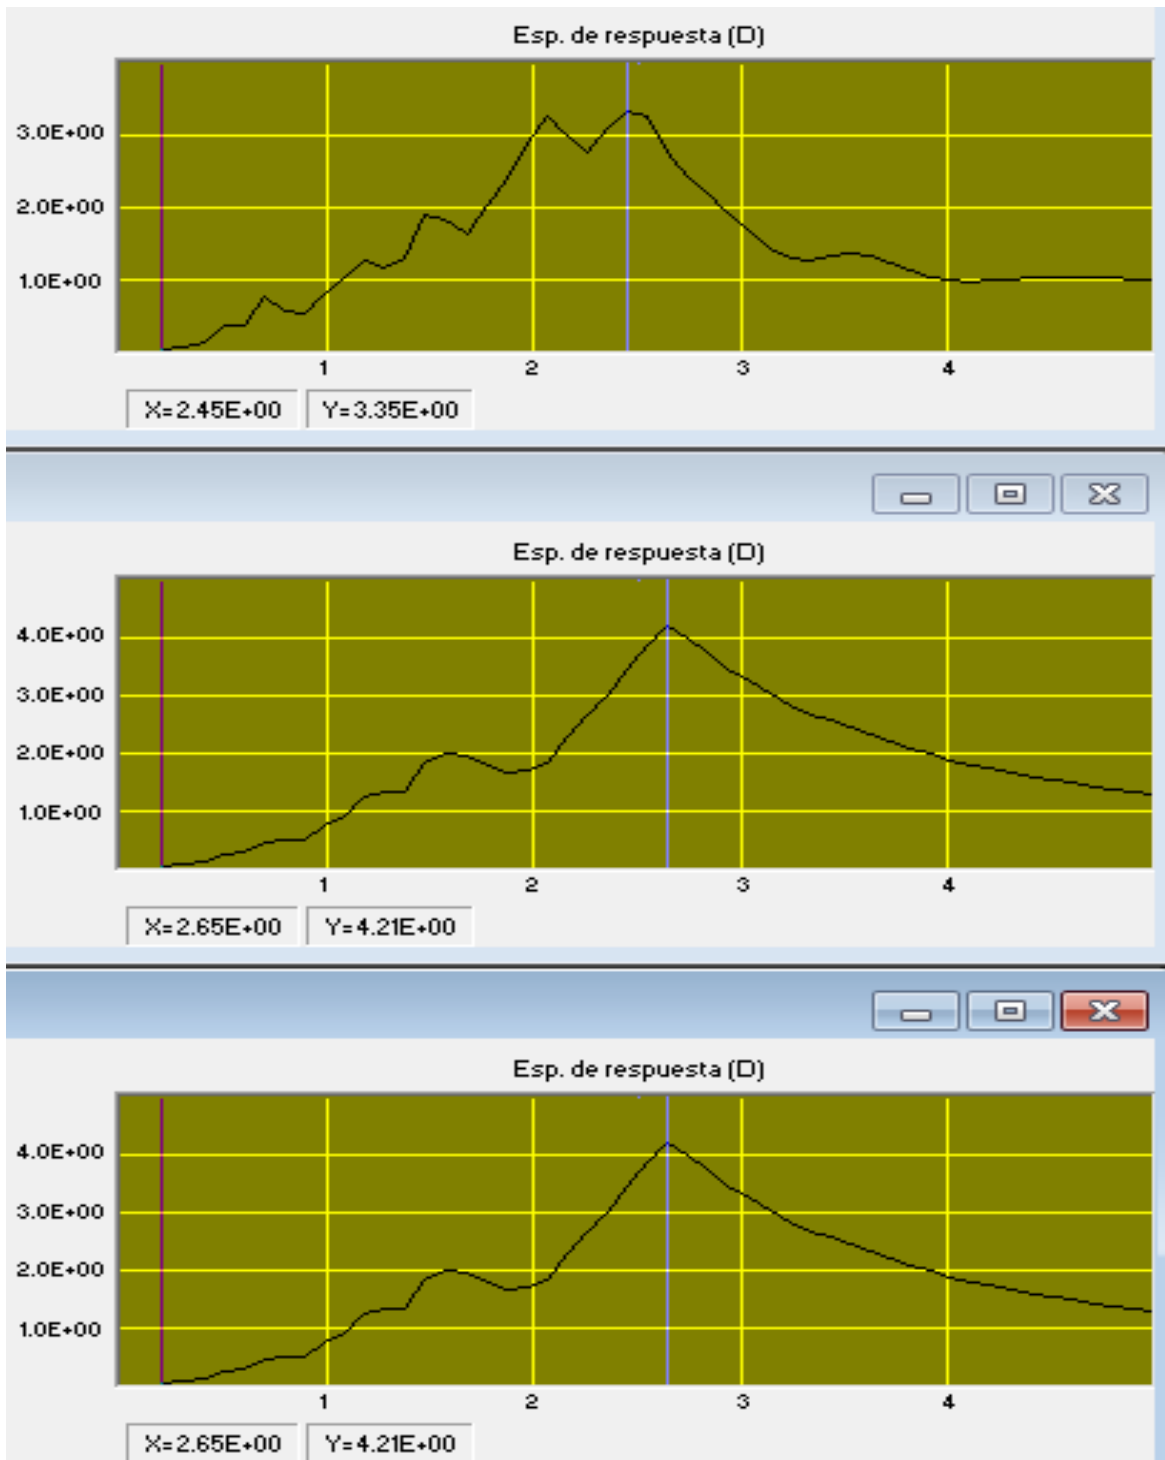 Esp. de respuesta (D)
3.0E+00
2.0E+00
1.0E+00
1 2 3 4
X=2.45E+00 Y=3.35E+00
Esp. de respuesta (D)
4.0E+00
3.0E+00
2.0E+00
1.0E+00
1 2 3 4
X=2.65E+00 Y=4.21E+00
Esp. de respuesta (D)
4.0E+00
3.0E+00
2.0E+00
1.0E+00
1 2 3 4
X=2.65E+00 Y=4.21E+00